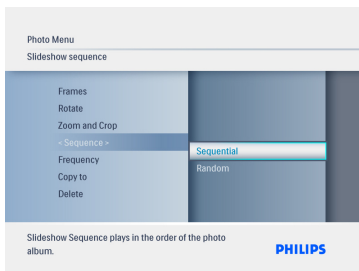 Photo Menu
Slideshow sequence
Frames
Rotate
Zoom and Crop
« Sequence »
Sequential
Frequency
Random
Copy to
Delete
Slideshow Sequence plays in the order of the photo
album.
PHILIPS